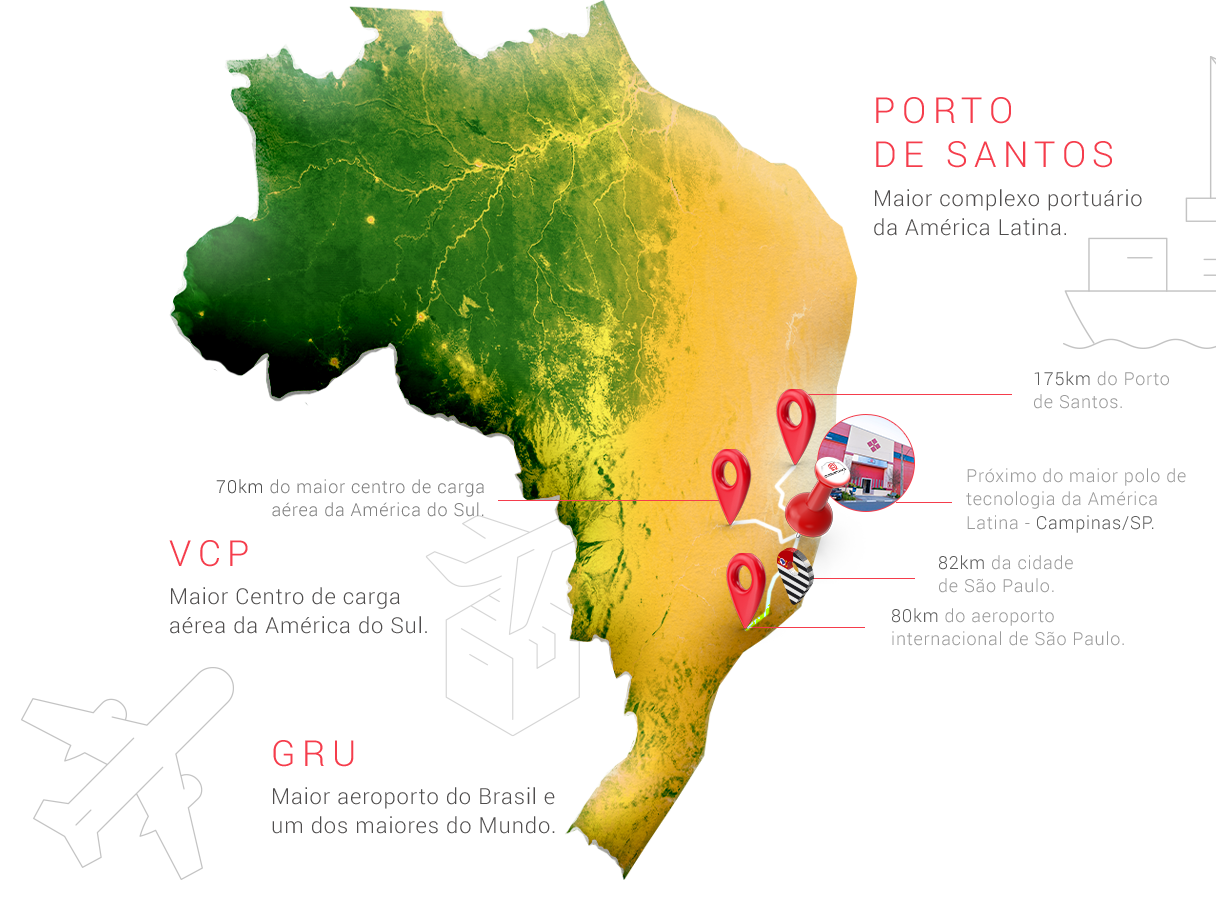 PORTO
DE SANTOS
Maior complexo portuário
da América Latina.
175km do Porto
de Santos.
70km do maior centro de carga
aérea da América do Sul.
Próximo do maior polo de
tecnologia da América
Latina - Campinas/SP.
VCP
Maior Centro de carga
aérea da América do Sul.
82km da cidade
de São Paulo.
80km do aeroporto
internacional de São Paulo.
GRU
Maior aeroporto do Brasil e
um dos maiores do Mundo.